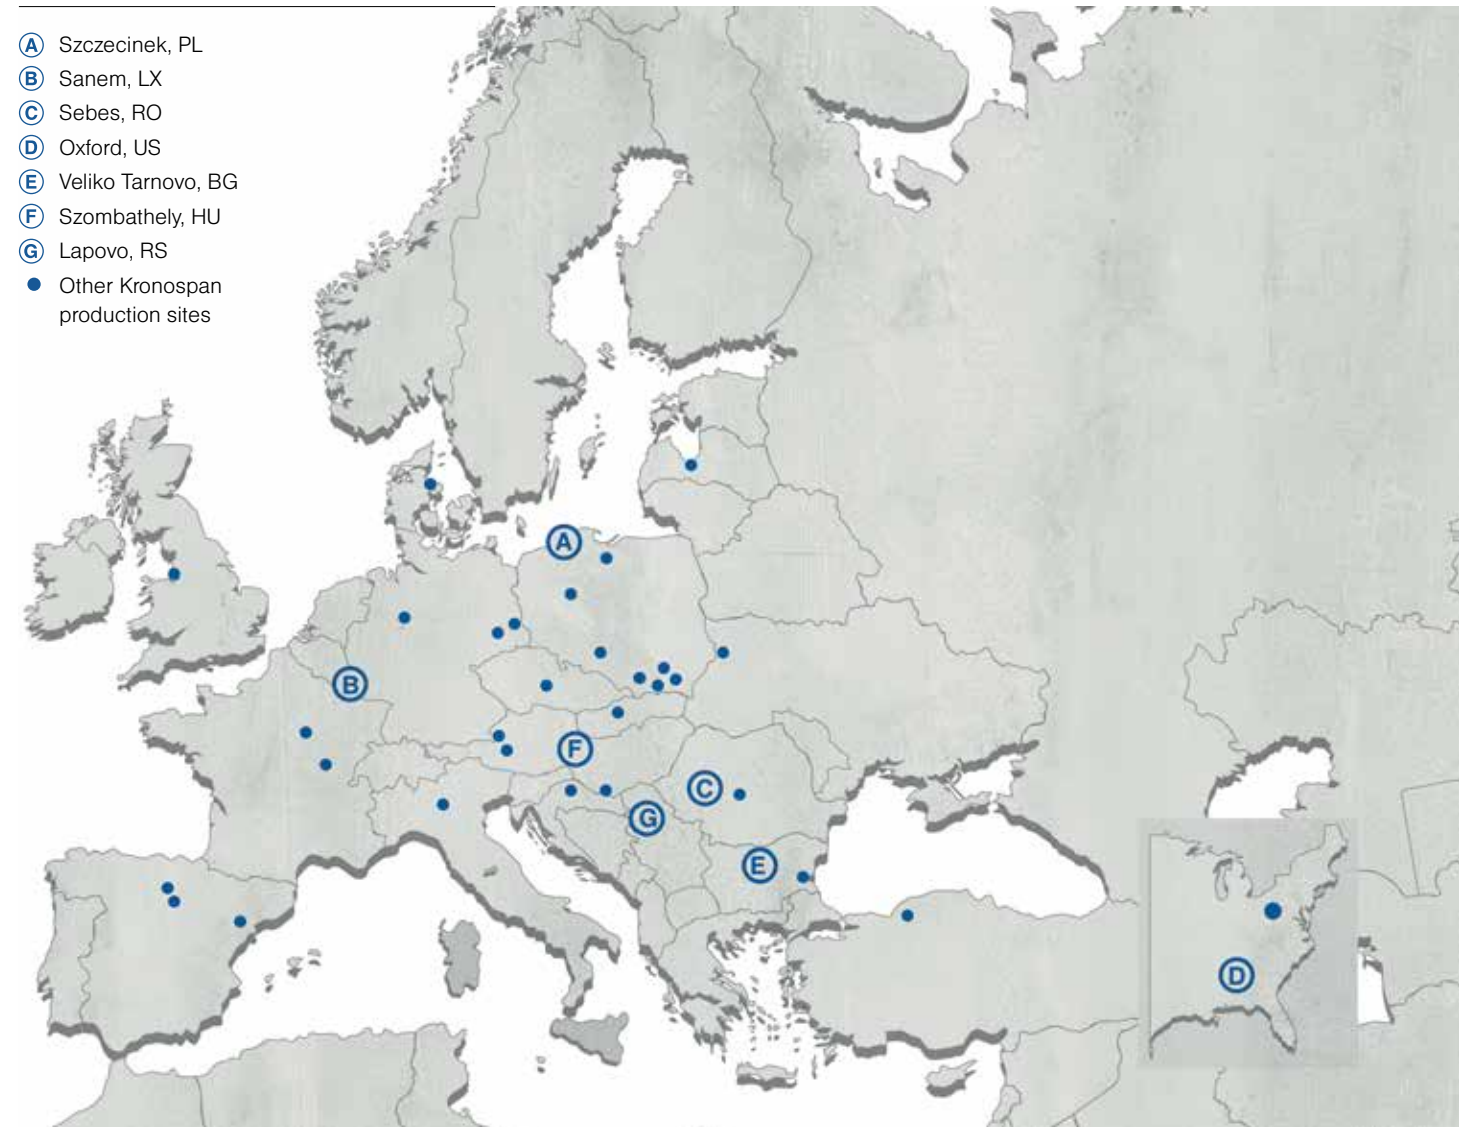 A Szczecinek, PL
B Sanem, LX
C Sebes, RO
D Oxford, US
E Veliko Tarnovo, BG
F Szombathely, HU
G Lapovo, RS
Other Kronospan
production sites
A
B
F
C
G
E
D